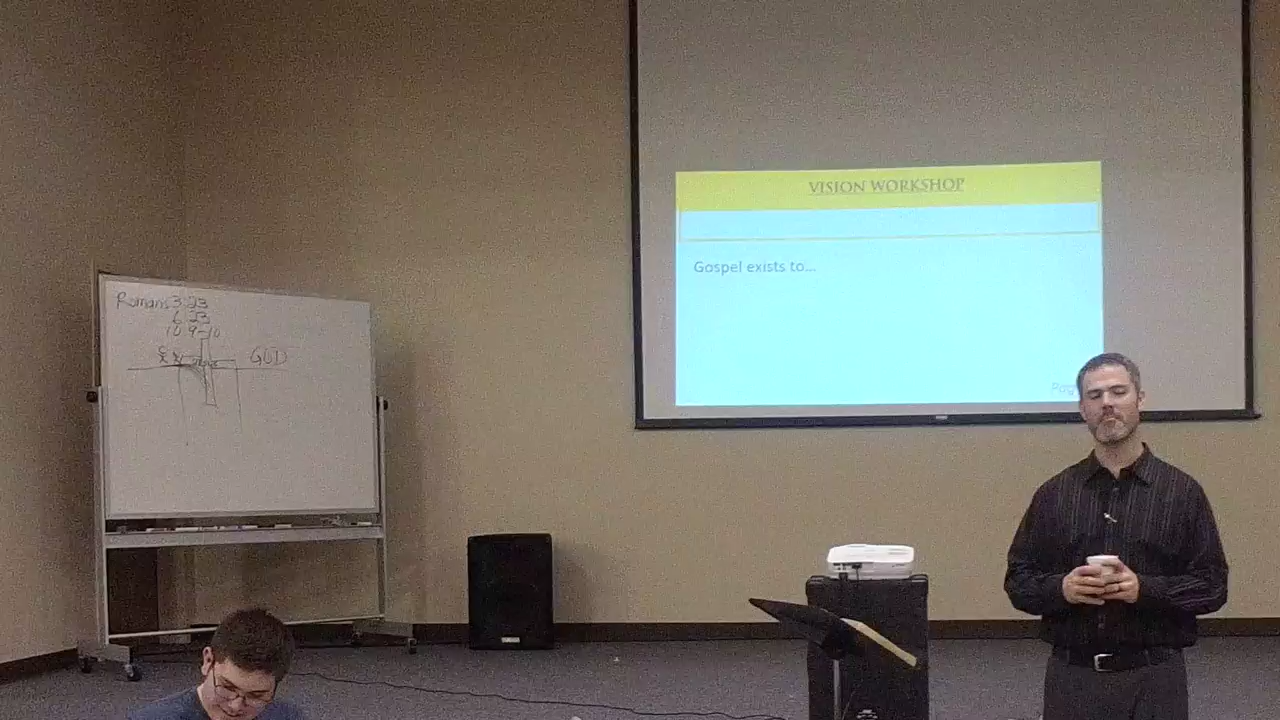 Romans 3:23
6 23
10 9-10
GOD
VISION WORKSHOP
Gospel exists to...